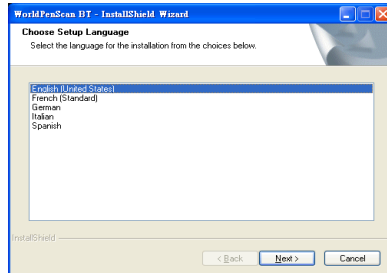 WorldPenScan BT - InstallShield Wizard
Choose Setup Language
Select the language for the installation from the choices below.
English (United States)
French (Standard)
German
Italian
Spanish
InstallShield
< Back
Next >
Cancel